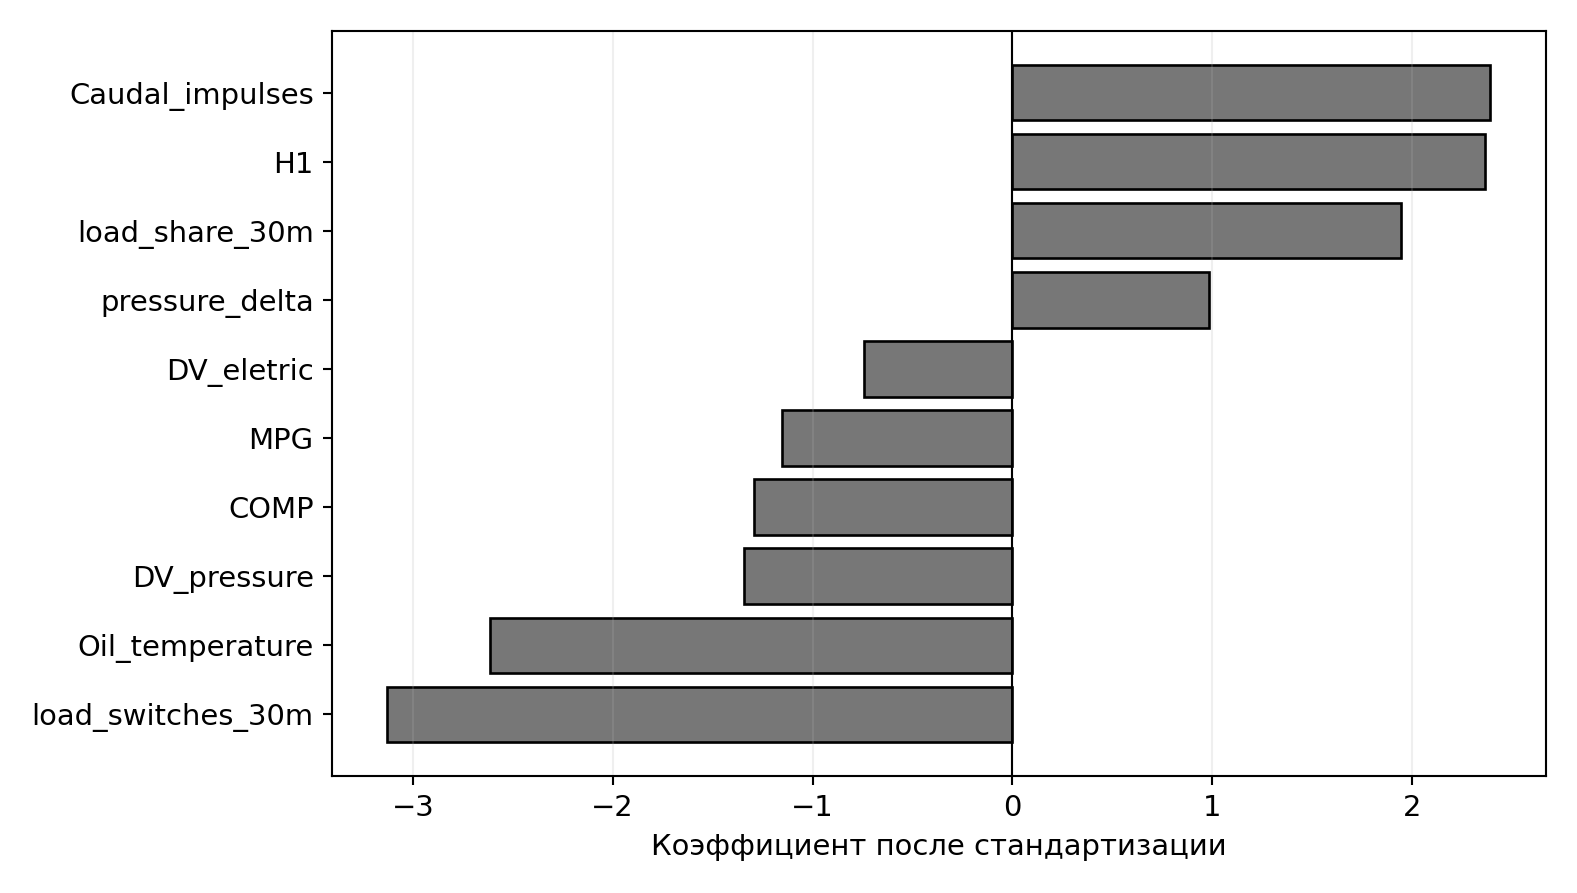 Caudal_impulses
H1
load_share_30m
pressure_delta
DV_eletric
MPG
COMP
DV_pressure
Oil_temperature
load_switches_30m
−3 −2 −1 0 1 2
Коэффициент после стандартизации